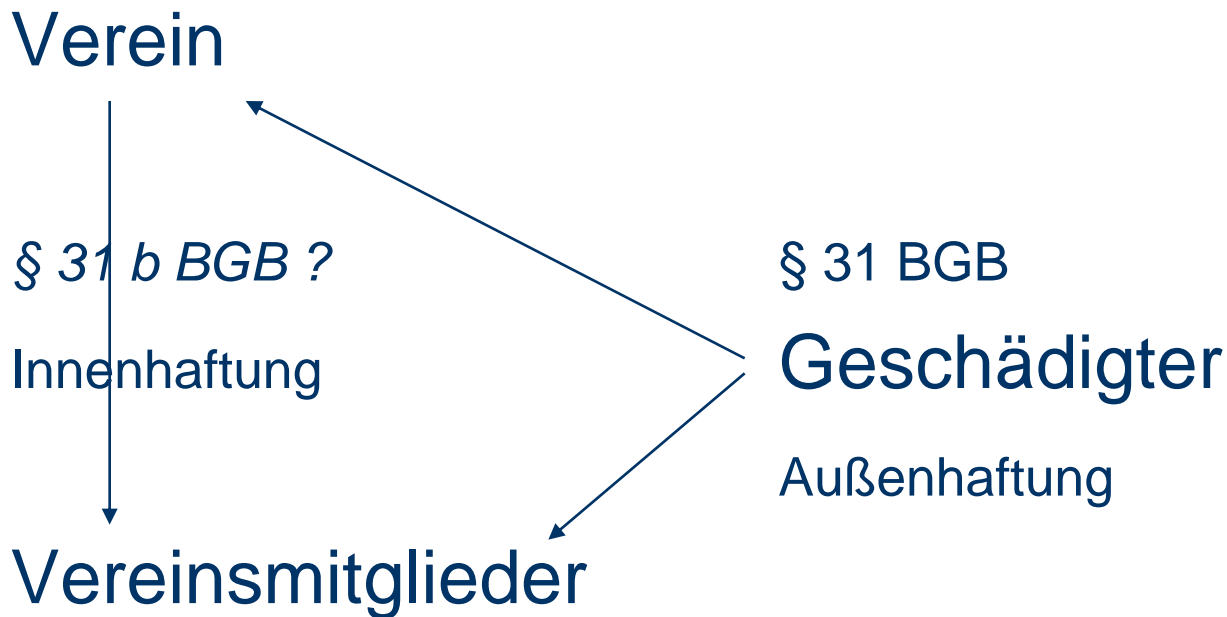 Verein
§ 31 b BGB ?
§ 31 BGB
Innenhaftung
Geschädigter
Außenhaftung
Vereinsmitglieder